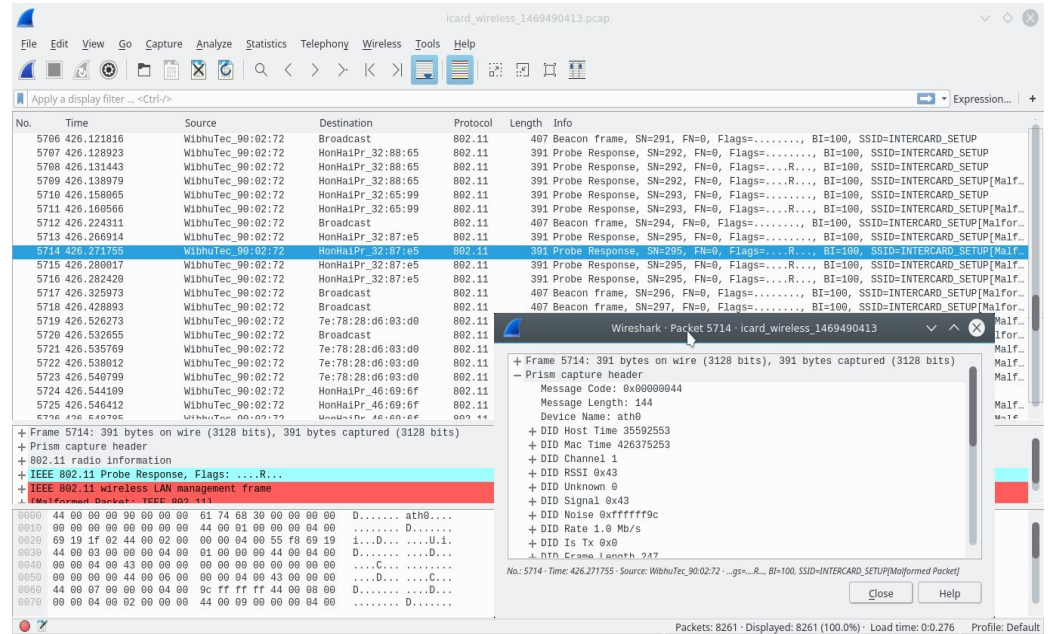 icard_wireless_1469490413.pcap
File Edit View Go Capture Analyze Statistics Telephony Wireless Tools Help
Apply a display filter ... <Ctrl-/> Expression... +
No. Time Source Destination Protocol Length Info
5706 426.121816 WibhuTec_90:02:72 Broadcast 802.11 407 Beacon frame, SN=291, FN=0, Flags=........, BI=100, SSID=INTERCARD_SETUP
5707 426.128923 WibhuTec_90:02:72 HonHaiPr_32:88:65 802.11 391 Probe Response, SN=292, FN=0, Flags=........, BI=100, SSID=INTERCARD_SETUP
5708 426.131443 WibhuTec_90:02:72 HonHaiPr_32:88:65 802.11 391 Probe Response, SN=292, FN=0, Flags=....R..., BI=100, SSID=INTERCARD_SETUP
5709 426.138979 WibhuTec_90:02:72 HonHaiPr_32:88:65 802.11 391 Probe Response, SN=292, FN=0, Flags=....R..., BI=100, SSID=INTERCARD_SETUP[Malf…
5710 426.158065 WibhuTec_90:02:72 HonHaiPr_32:65:99 802.11 391 Probe Response, SN=293, FN=0, Flags=........, BI=100, SSID=INTERCARD_SETUP
5711 426.160566 WibhuTec_90:02:72 HonHaiPr_32:65:99 802.11 391 Probe Response, SN=293, FN=0, Flags=....R..., BI=100, SSID=INTERCARD_SETUP[Malf…
5712 426.224311 WibhuTec_90:02:72 Broadcast 802.11 407 Beacon frame, SN=294, FN=0, Flags=........, BI=100, SSID=INTERCARD_SETUP[Malfor…
5713 426.266914 WibhuTec_90:02:72 HonHaiPr_32:87:e5 802.11 391 Probe Response, SN=295, FN=0, Flags=........, BI=100, SSID=INTERCARD_SETUP[Malf…
5714 426.271755 WibhuTec_90:02:72 HonHaiPr_32:87:e5 802.11 391 Probe Response, SN=295, FN=0, Flags=....R..., BI=100, SSID=INTERCARD_SETUP[Malf…
5715 426.280017 WibhuTec_90:02:72 HonHaiPr_32:87:e5 802.11 391 Probe Response, SN=295, FN=0, Flags=....R..., BI=100, SSID=INTERCARD_SETUP[Malf…
5716 426.282420 WibhuTec_90:02:72 HonHaiPr_32:87:e5 802.11 391 Probe Response, SN=295, FN=0, Flags=....R..., BI=100, SSID=INTERCARD_SETUP[Malf…
5717 426.325973 WibhuTec_90:02:72 Broadcast 802.11 407 Beacon frame, SN=296, FN=0, Flags=........, BI=100, SSID=INTERCARD_SETUP[Malfor…
5718 426.428893 WibhuTec_90:02:72 Broadcast 802.11 407 Beacon frame, SN=297, FN=0, Flags=........, BI=100, SSID=INTERCARD_SETUP[Malfor…
5719 426.526273 WibhuTec_90:02:72 7e:78:28:d6:03:d0 802.11 Malf…
5720 426.532655 WibhuTec_90:02:72 Broadcast 802.11 lfor…
5721 426.535769 WibhuTec_90:02:72 7e:78:28:d6:03:d0 802.11 Malf…
5722 426.538012 WibhuTec_90:02:72 7e:78:28:d6:03:d0 802.11 Malf…
5723 426.540799 WibhuTec_90:02:72 7e:78:28:d6:03:d0 802.11 Malf…
5724 426.544109 WibhuTec_90:02:72 HonHaiPr_46:69:6f 802.11
5725 426.546412 WibhuTec_90:02:72 HonHaiPr_46:69:6f 802.11 Malf…
5726 426.548785 WibhuTec_90:02:72 HonHaiPr_46:69:6f 802.11 Malf…
+ Frame 5714: 391 bytes on wire (3128 bits), 391 bytes captured (3128 bits)
+ Prism capture header
+ 802.11 radio information
+ IEEE 802.11 Probe Response, Flags: ....R...
+ IEEE 802.11 wireless LAN management frame
+ [Malformed Packet: IEEE 802.11]
0000 44 00 00 00 90 00 00 00 61 74 68 30 00 00 00 00 D....... ath0....
0010 00 00 00 00 00 00 00 00 44 00 01 00 00 00 04 00 ........ D.......
0020 69 19 1f 02 44 00 02 00 00 00 04 00 55 f8 69 19 i...D... ....U.i.
0030 44 00 03 00 00 00 04 00 01 00 00 00 44 00 04 00 D....... ....D...
0040 00 00 04 00 43 00 00 00 00 00 00 00 00 00 00 00 ....C... ........
0050 00 00 00 00 44 00 06 00 00 00 04 00 43 00 00 00 ....D... ....C...
0060 44 00 07 00 00 00 04 00 9c ff ff ff 44 00 08 00 D....... ....D...
0070 00 00 04 00 02 00 00 00 44 00 09 00 00 00 04 00 ........ D.......
Wireshark · Packet 5714 · icard_wireless_1469490413
+ Frame 5714: 391 bytes on wire (3128 bits), 391 bytes captured (3128 bits)
− Prism capture header
Message Code: 0x00000044
Message Length: 144
Device Name: ath0
+ DID Host Time 35592553
+ DID Mac Time 426375253
+ DID Channel 1
+ DID RSSI 0x43
+ DID Unknown 0
+ DID Signal 0x43
+ DID Noise 0xffffff9c
+ DID Rate 1.0 Mb/s
+ DID Is Tx 0x0
+ DID Frame Length 247
No.: 5714 · Time: 426.271755 · Source: WibhuTec_90:02:72 · ...gs=....R..., BI=100, SSID=INTERCARD_SETUP[Malformed Packet]
Close Help
Packets: 8261 · Displayed: 8261 (100.0%) · Load time: 0:0.276 Profile: Default